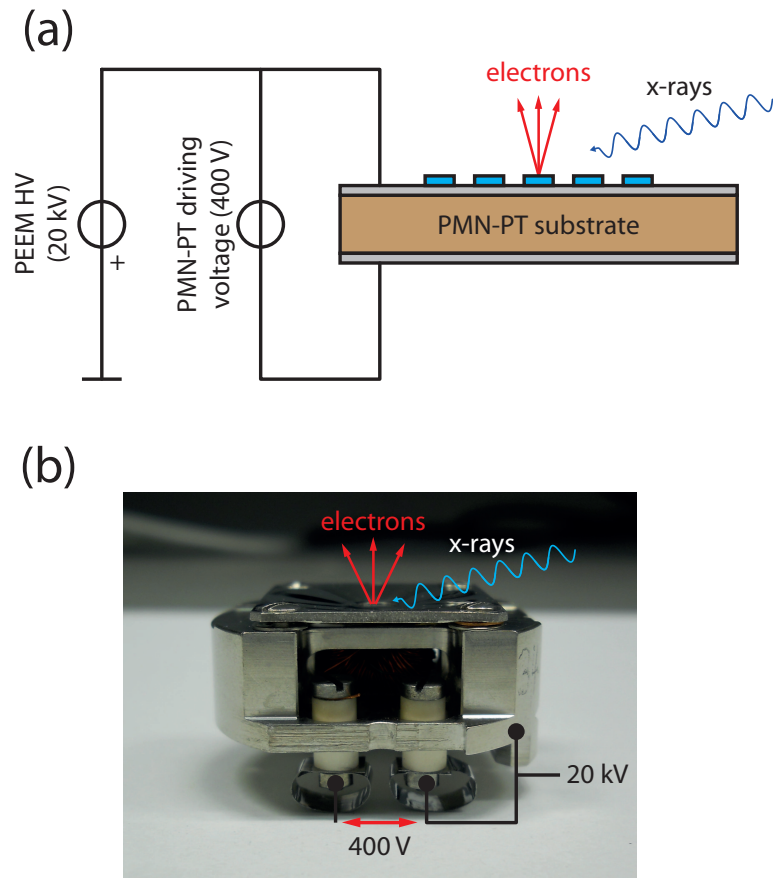 (a)
electrons
x-rays
PEEM HV
(20 kV)
+
PMN-PT driving
voltage (400 V)
PMN-PT substrate
(b)
electrons
x-rays
20 kV
400 V